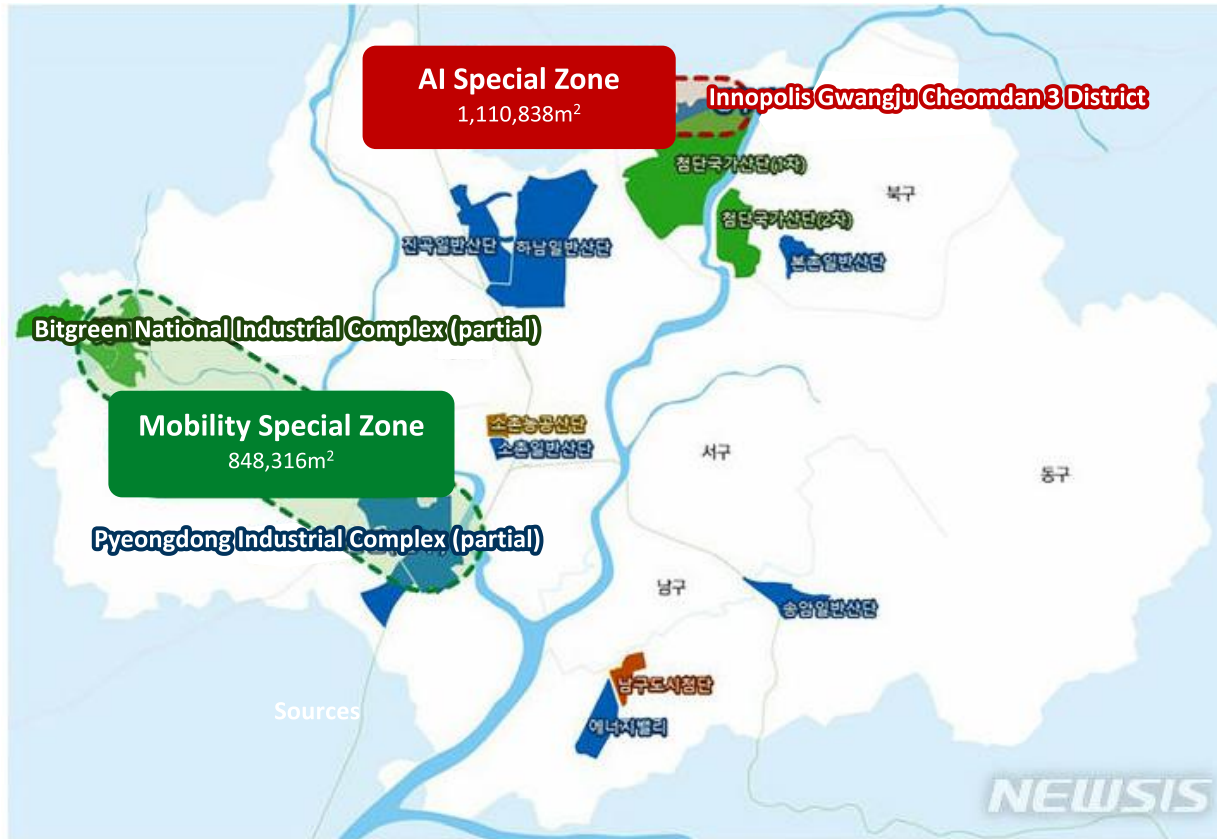 AI Special Zone
1,110,838m²
Innopolis Gwangju Cheomdan 3 District
첨단국가산단(1차)
북구
첨단국가산단(2차)
진곡일반산단
하남일반산단
본촌일반산단
Bitgreen National Industrial Complex (partial)
Mobility Special Zone
848,316m²
소촌농공산단
소촌일반산단
서구
동구
Pyeongdong Industrial Complex (partial)
남구
송암일반산단
남구도시첨단
Sources
에너지밸리
NEWSIS